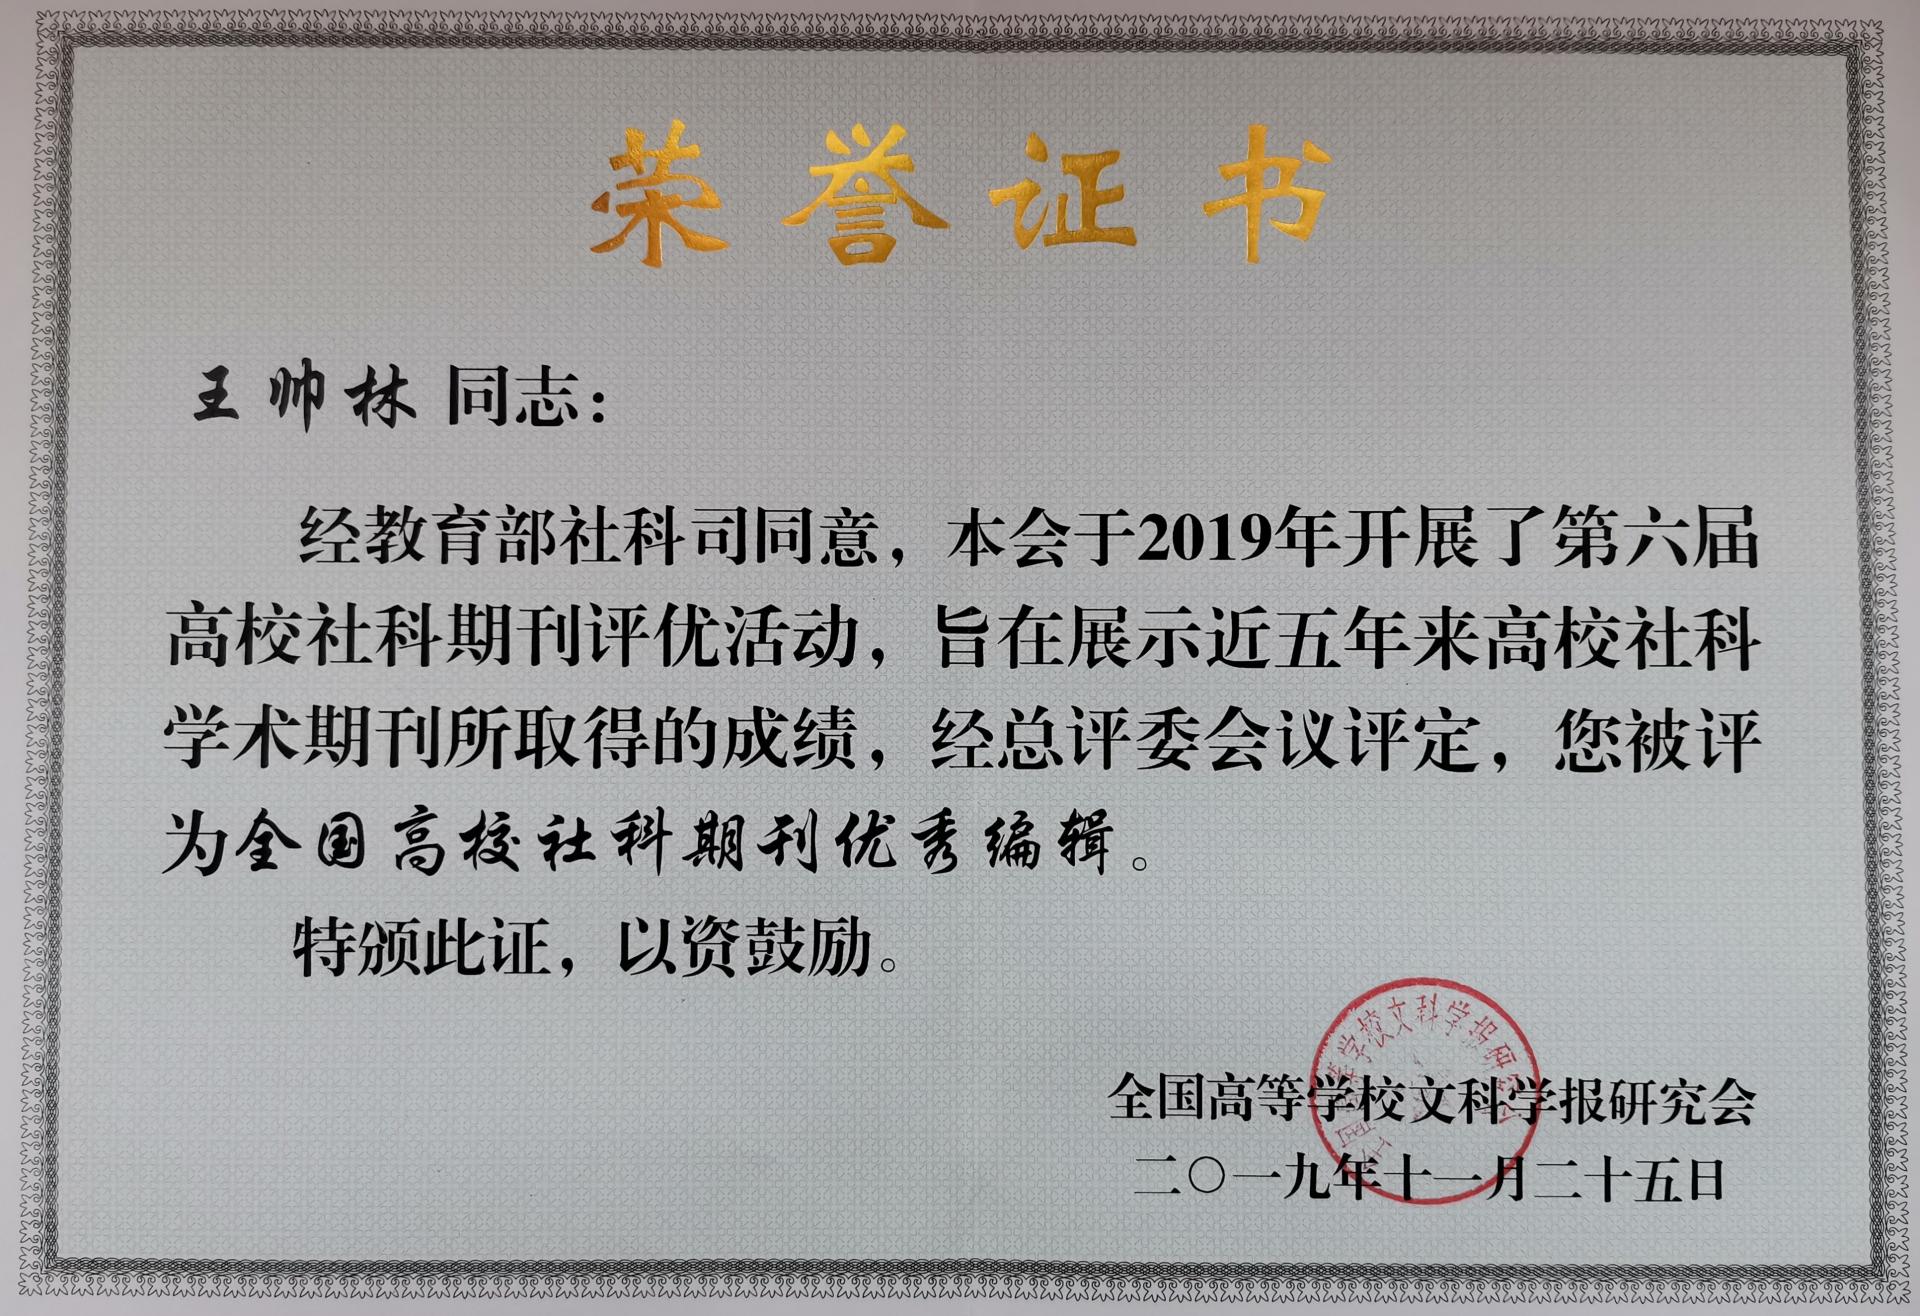 荣誉证书
王帅林 同志：
经教育部社科司同意，本会于2019年开展了第六届
高校社科期刊评优活动，旨在展示近五年来高校社科
学术期刊所取得的成绩，经总评委会议评定，您被评
为全国高校社科期刊优秀编辑。
特颁此证，以资鼓励。
全国高等学校文科学报研究会
二〇一九年十一月二十五日